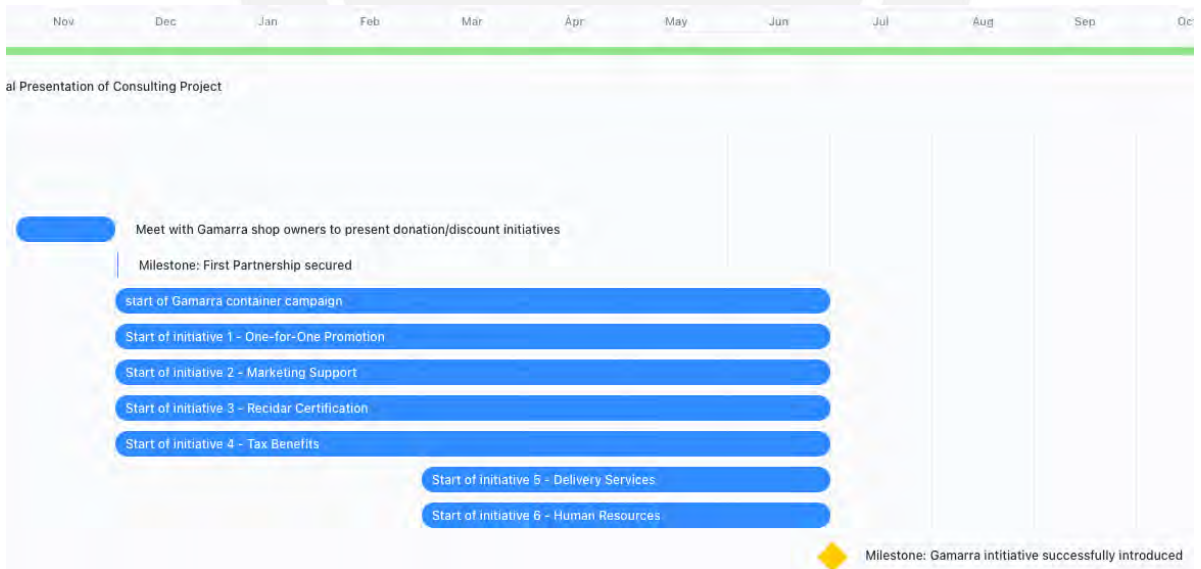 Nov Dec Jan Feb Mar Apr May Jun Jul Aug Sep Oc
al Presentation of Consulting Project
Meet with Gamarra shop owners to present donation/discount initiatives
Milestone: First Partnership secured
start of Gamarra container campaign
Start of initiative 1 - One-for-One Promotion
Start of initiative 2 - Marketing Support
Start of initiative 3 - Recidar Certification
Start of initiative 4 - Tax Benefits
Start of initiative 5 - Delivery Services
Start of initiative 6 - Human Resources
Milestone: Gamarra intitiative successfully introduced